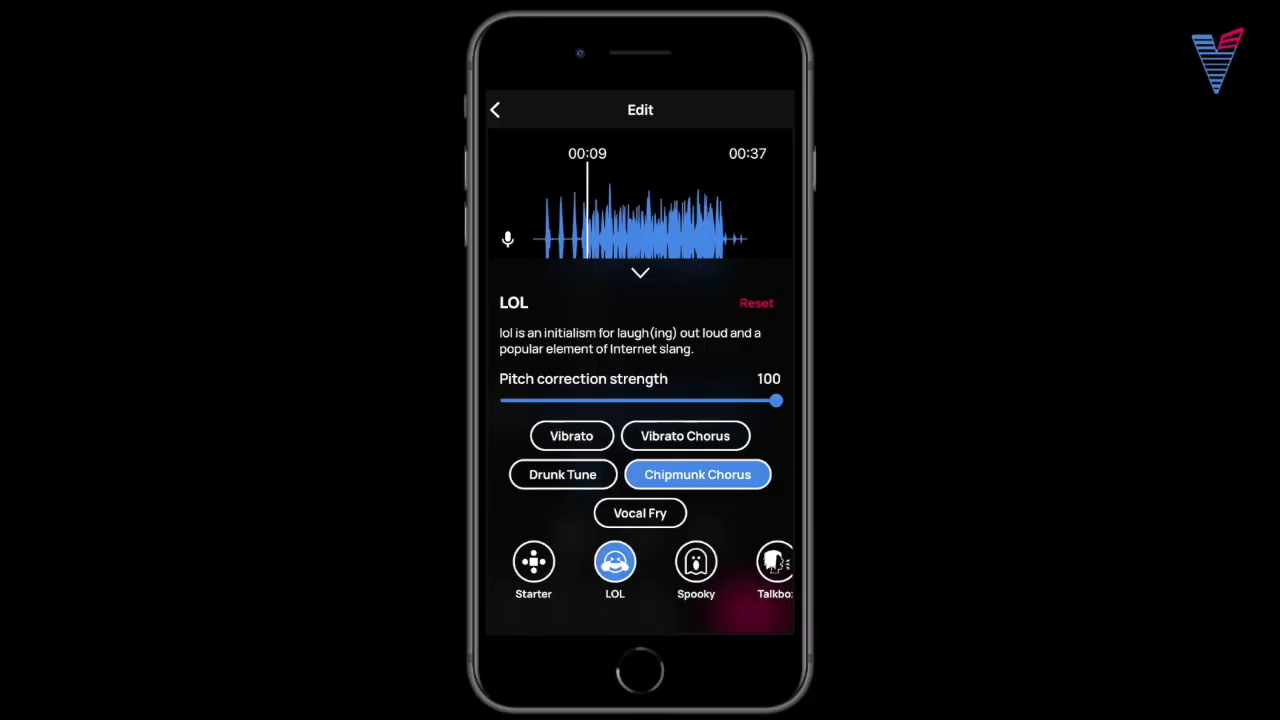 Edit
00:09 00:37
LOL Reset
lol is an initialism for laugh(ing) out loud and a
popular element of Internet slang.
Pitch correction strength 100
Vibrato Vibrato Chorus
Drunk Tune Chipmunk Chorus
Vocal Fry
Starter LOL Spooky Talkbo